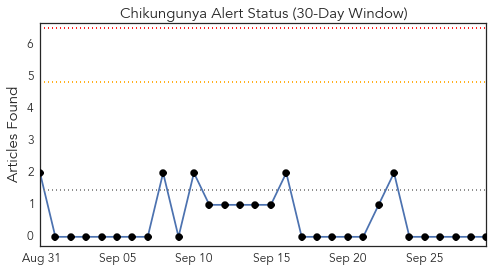 Chikungunya Alert Status (30-Day Window)
Articles Found
6
5
4
3
2
1
0
Aug 31
Sep 05
Sep 10
Sep 15
Sep 20
Sep 25